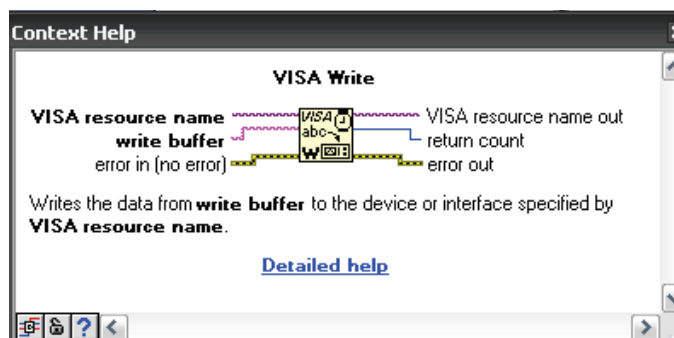 Context Help
VISA Write
VISA resource name
VISA resource name out
write buffer
return count
error in (no error)
error out
VISA
abc
W
Writes the data from write buffer to the device or interface specified by
VISA resource name.
Detailed help
?